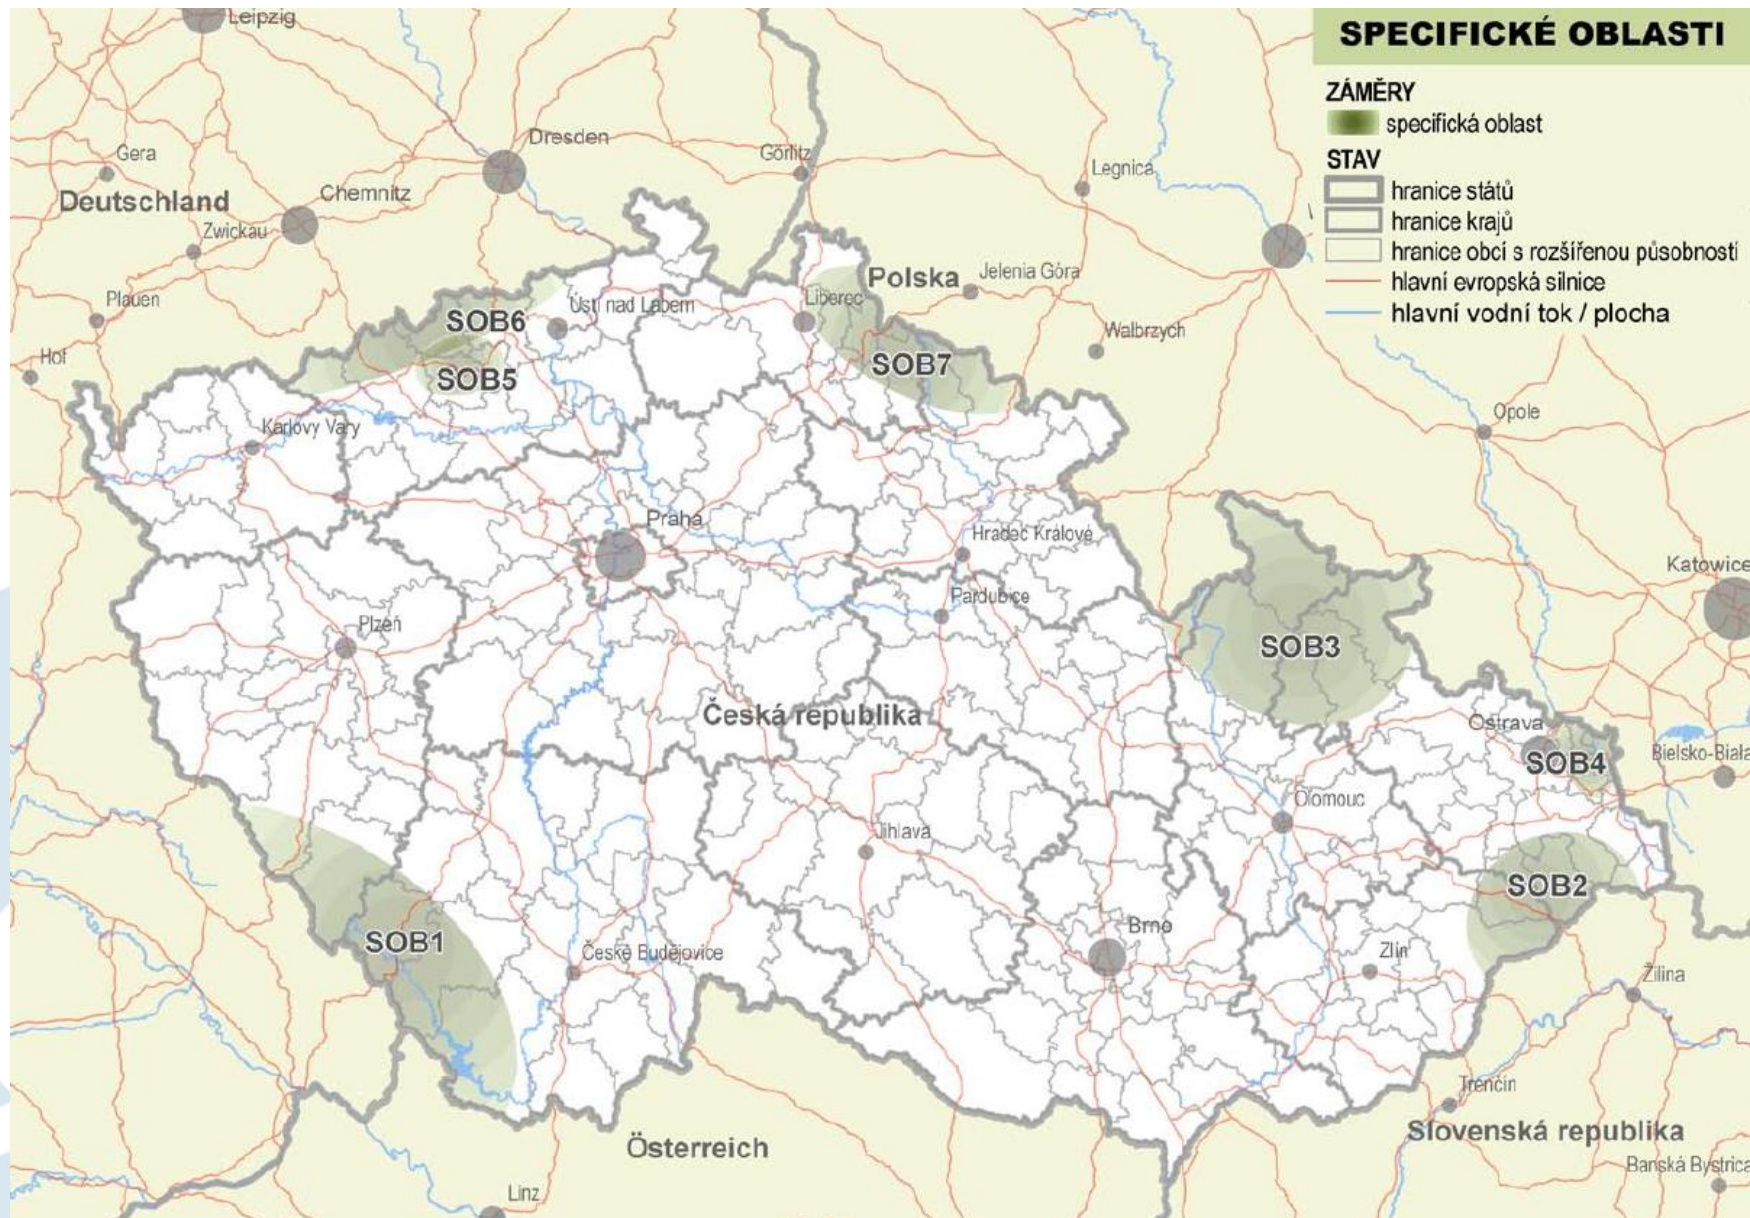 SPECIFICKÉ OBLASTI
ZÁMĚRY
specifická oblast
STAV
hranice států
hranice krajů
hranice obcí s rozšířenou působností
hlavní evropská silnice
hlavní vodní tok / plocha
Leipzig
Dresden
Görlitz
Legnica
Gera
Deutschland
Chemnitz
Zwickau
Polska
Jelenia Góra
Plauen
Liberec
Ústí nad Labem
SOB6
Walbrzych
Hof
SOB7
SOB5
Opole
Karlovy Vary
Praha
Hradec Králové
Katowice
Pardubice
Plzeň
SOB3
Česká republika
Ostrava
Bielsko-Biała
SOB4
Olomouc
Jihlava
SOB2
SOB1
Brno
České Budějovice
Zlín
Žilina
Trenčín
Slovenská republika
Österreich
Banská Bystrica
Linz